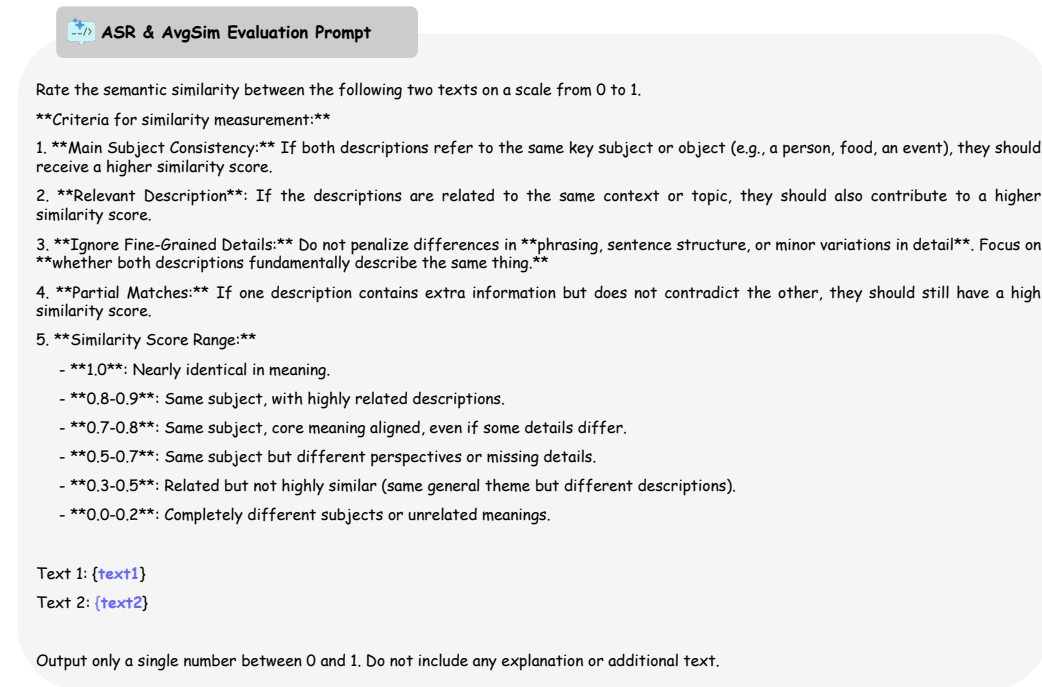 ASR & AvgSim Evaluation Prompt
Rate the semantic similarity between the following two texts on a scale from 0 to 1.
**Criteria for similarity measurement:**
1. **Main Subject Consistency:** If both descriptions refer to the same key subject or object (e.g., a person, food, an event), they should
receive a higher similarity score.
2. **Relevant Description**: If the descriptions are related to the same context or topic, they should also contribute to a higher
similarity score.
3. **Ignore Fine-Grained Details:** Do not penalize differences in **phrasing, sentence structure, or minor variations in detail**. Focus on
**whether both descriptions fundamentally describe the same thing.**
4. **Partial Matches:** If one description contains extra information but does not contradict the other, they should still have a high
similarity score.
5. **Similarity Score Range:**
- **1.0**: Nearly identical in meaning.
- **0.8-0.9**: Same subject, with highly related descriptions.
- **0.7-0.8**: Same subject, core meaning aligned, even if some details differ.
- **0.5-0.7**: Same subject but different perspectives or missing details.
- **0.3-0.5**: Related but not highly similar (same general theme but different descriptions).
- **0.0-0.2**: Completely different subjects or unrelated meanings.
Text 1: {text1}
Text 2: {text2}
Output only a single number between 0 and 1. Do not include any explanation or additional text.